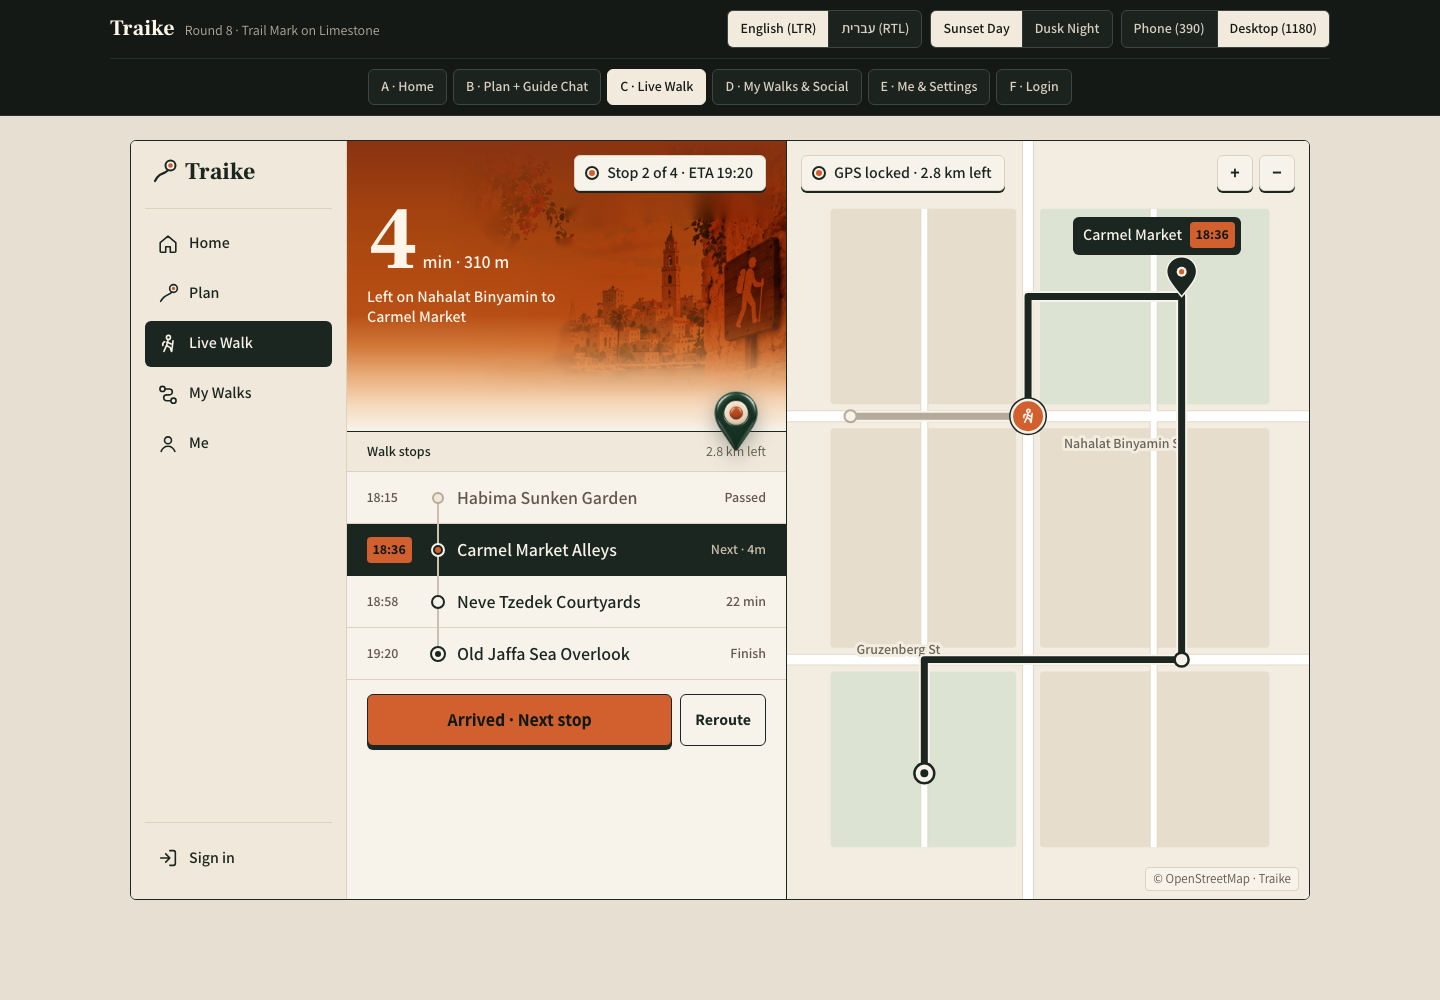 Traike
Round 8 · Trail Mark on Limestone
English (LTR)
עברית (RTL)
Sunset Day
Dusk Night
Phone (390)
Desktop (1180)
A · Home
B · Plan + Guide Chat
C · Live Walk
D · My Walks & Social
E · Me & Settings
F · Login
Traike
Home
Plan
Live Walk
My Walks
Me
Sign in
Stop 2 of 4 · ETA 19:20
4 min · 310 m
Left on Nahalat Binyamin to
Carmel Market
Walk stops
2.8 km left
18:15 Habima Sunken Garden Passed
18:36 Carmel Market Alleys Next · 4m
18:58 Neve Tzedek Courtyards 22 min
19:20 Old Jaffa Sea Overlook Finish
Arrived · Next stop
Reroute
GPS locked · 2.8 km left
+
−
Carmel Market 18:36
Nahalat Binyamin S
Gruzenberg St
© OpenStreetMap · Traike